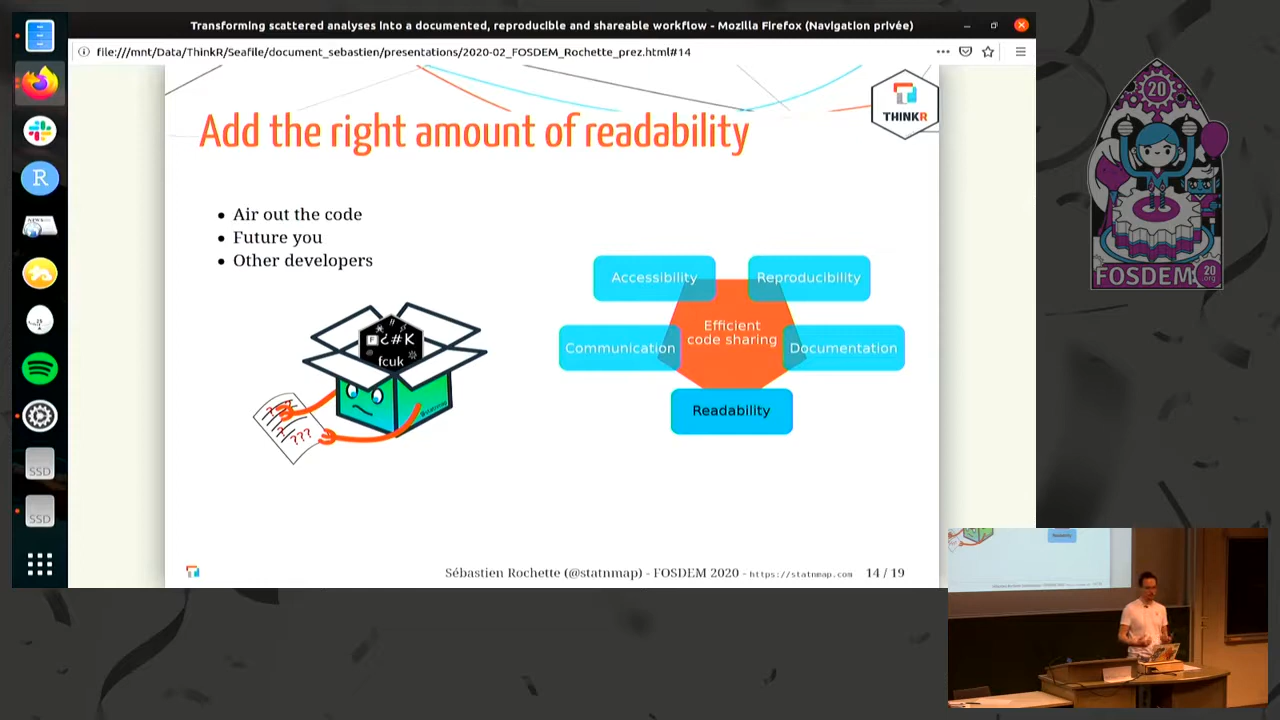 Transforming scattered analyses into a documented, reproducible and shareable workflow - Mozilla Firefox (Navigation privée)
file:///mnt/Data/ThinkR/Seafile/document_sebastien/presentations/2020-02_FOSDEM_Rochette_prez.html#14
THINKR
Add the right amount of readability
Air out the code
Future you
Other developers
Accessibility
Reproducibility
Efficient
code sharing
Communication
Documentation
Readability
¿#K
fcuk
???
Sébastien Rochette (@statnmap) - FOSDEM 2020 - https://statnmap.com
14 / 19
R
SSD
SSD
20
FOSDEM
20
.org
Readability